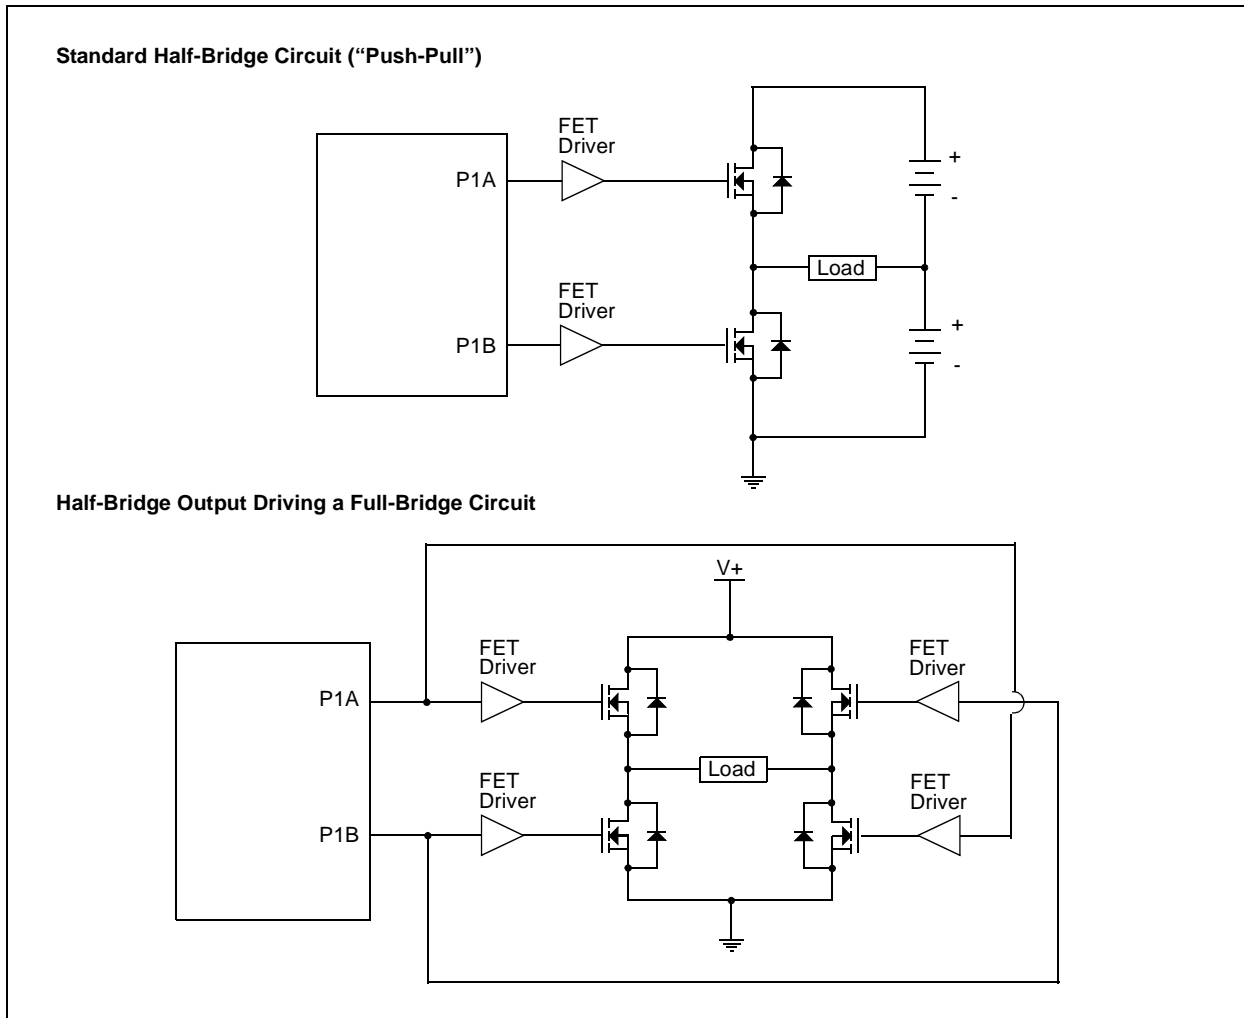 Standard Half-Bridge Circuit (“Push-Pull”)
FET
Driver
P1A
+
-
Load
FET
Driver
P1B
+
-
Half-Bridge Output Driving a Full-Bridge Circuit
V+
FET
Driver
FET
Driver
P1A
Load
FET
Driver
FET
Driver
P1B